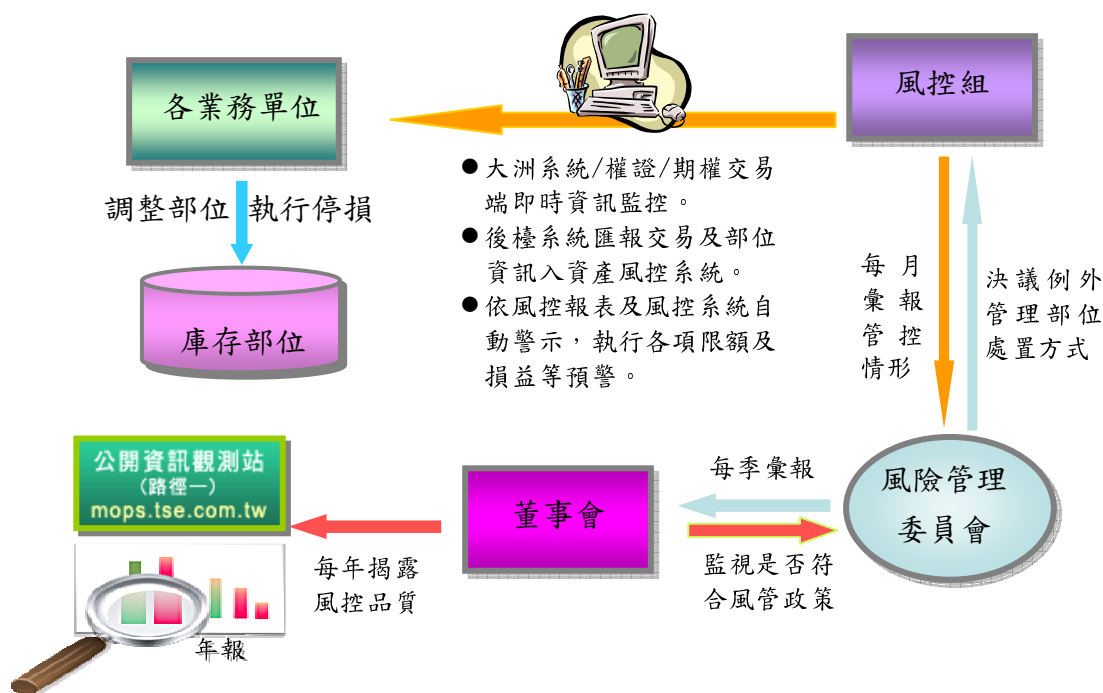 各業務單位
風控組
調整部位 執行停損
庫存部位
●大洲系統/權證/期權交易
端即時資訊監控。
●後檯系統匯報交易及部位
資訊入資產風控系統。
●依風控報表及風控系統自
動警示,執行各項限額及
損益等預警。
每月
彙報
管控
情形
決議例外
管理部位
處置方式
公開資訊觀測站
(路徑一)
mops.tse.com.tw
董事會
每季彙報
風險管理
委員會
監視是否符
合風管政策
每年揭露
風控品質
年報